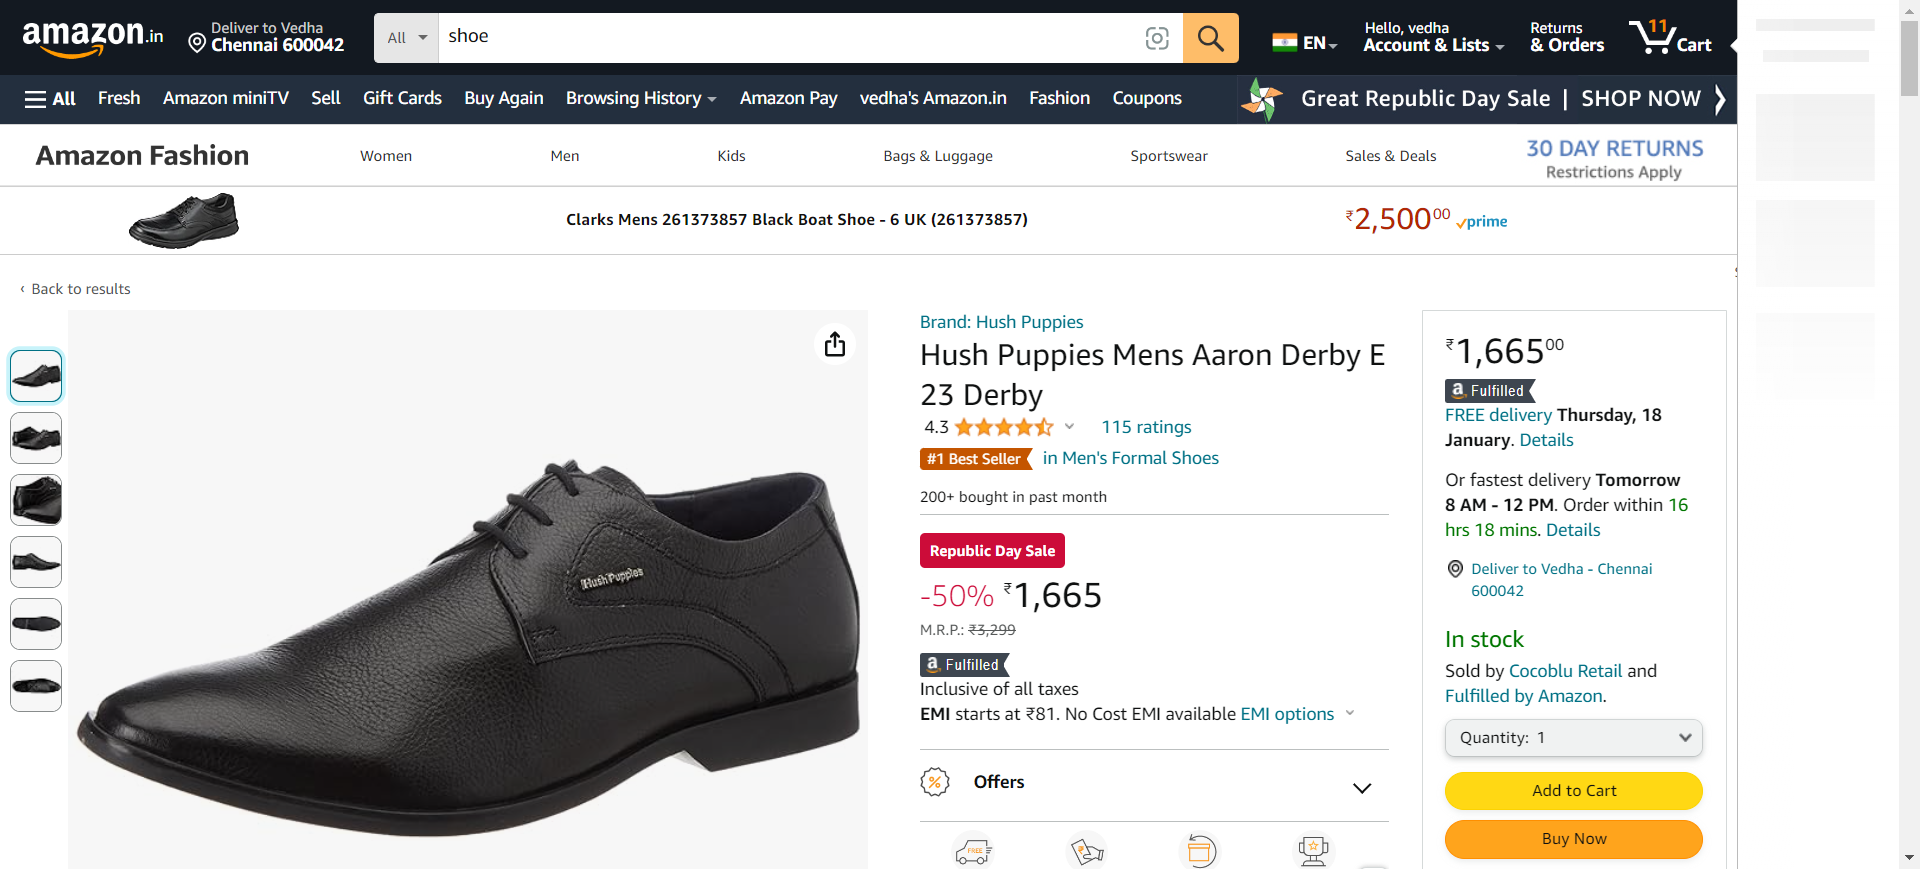 amazon.in
Deliver to Vedha
Chennai 600042
All
shoe
EN
Hello, vedha
Account & Lists
Returns
& Orders
11
Cart
All
Fresh
Amazon miniTV
Sell
Gift Cards
Buy Again
Browsing History
Amazon Pay
vedha's Amazon.in
Fashion
Coupons
Great Republic Day Sale | SHOP NOW
Amazon Fashion
Women
Men
Kids
Bags & Luggage
Sportswear
Sales & Deals
30 DAY RETURNS
Restrictions Apply
Clarks Mens 261373857 Black Boat Shoe - 6 UK (261373857)
₹2,50000
prime
‹ Back to results
HushPuppies
Brand: Hush Puppies
Hush Puppies Mens Aaron Derby E
23 Derby
4.3
115 ratings
#1 Best Seller in Men's Formal Shoes
200+ bought in past month
Republic Day Sale
-50% ₹1,665
M.R.P.: ₹3,299
a Fulfilled
Inclusive of all taxes
EMI starts at ₹81. No Cost EMI available EMI options
Offers
FREE
₹1,66500
a Fulfilled
FREE delivery Thursday, 18
January. Details
Or fastest delivery Tomorrow
8 AM - 12 PM. Order within 16
hrs 18 mins. Details
Deliver to Vedha - Chennai
600042
In stock
Sold by Cocoblu Retail and
Fulfilled by Amazon.
Quantity: 1
Add to Cart
Buy Now